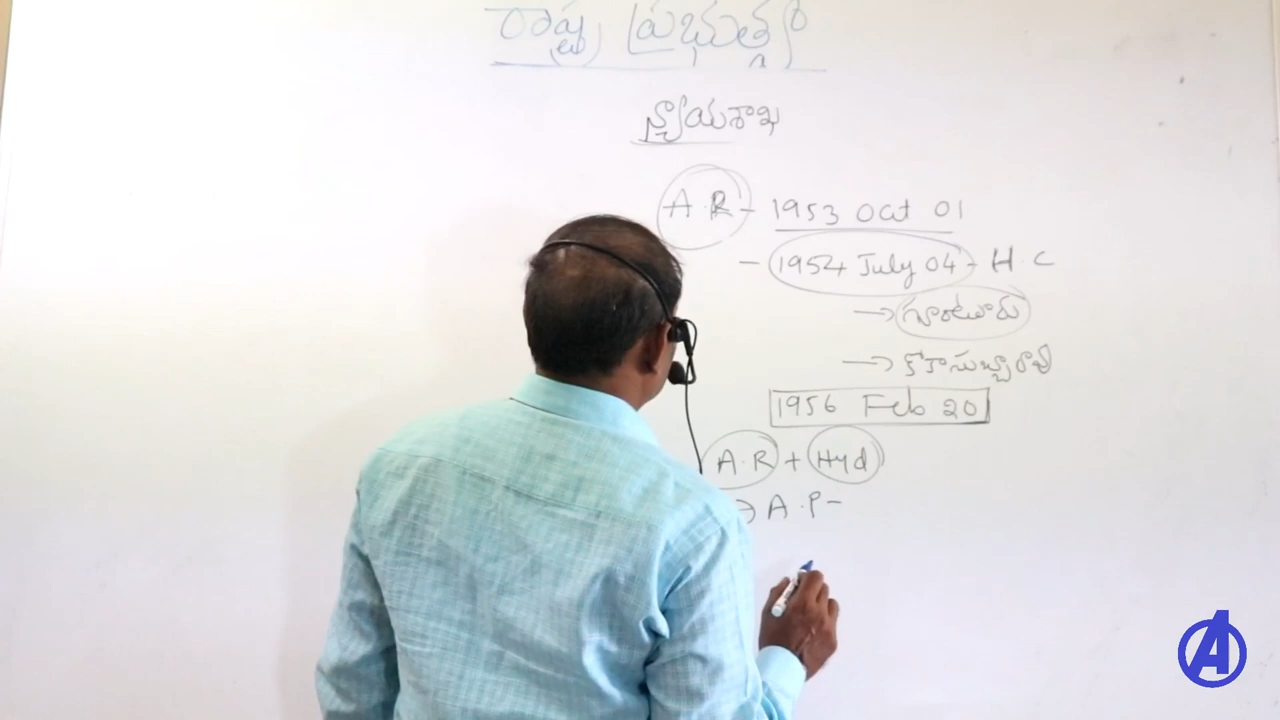 రాష్ట్ర ప్రభుత్వం
న్యాయశాఖ
A.R - 1953 Oct 01
- 1954 July 04 - H.C
→ గూంటూరు
→ కోకాసుబ్బారావు
1956 Feb 20
A.R + Hyd
→ A.P -